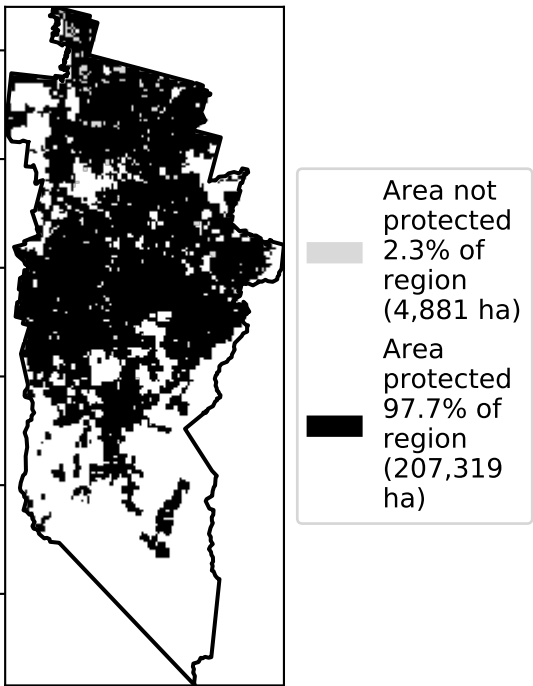 Area not
protected
2.3% of
region
(4,881 ha)
Area
protected
97.7% of
region
(207,319
ha)